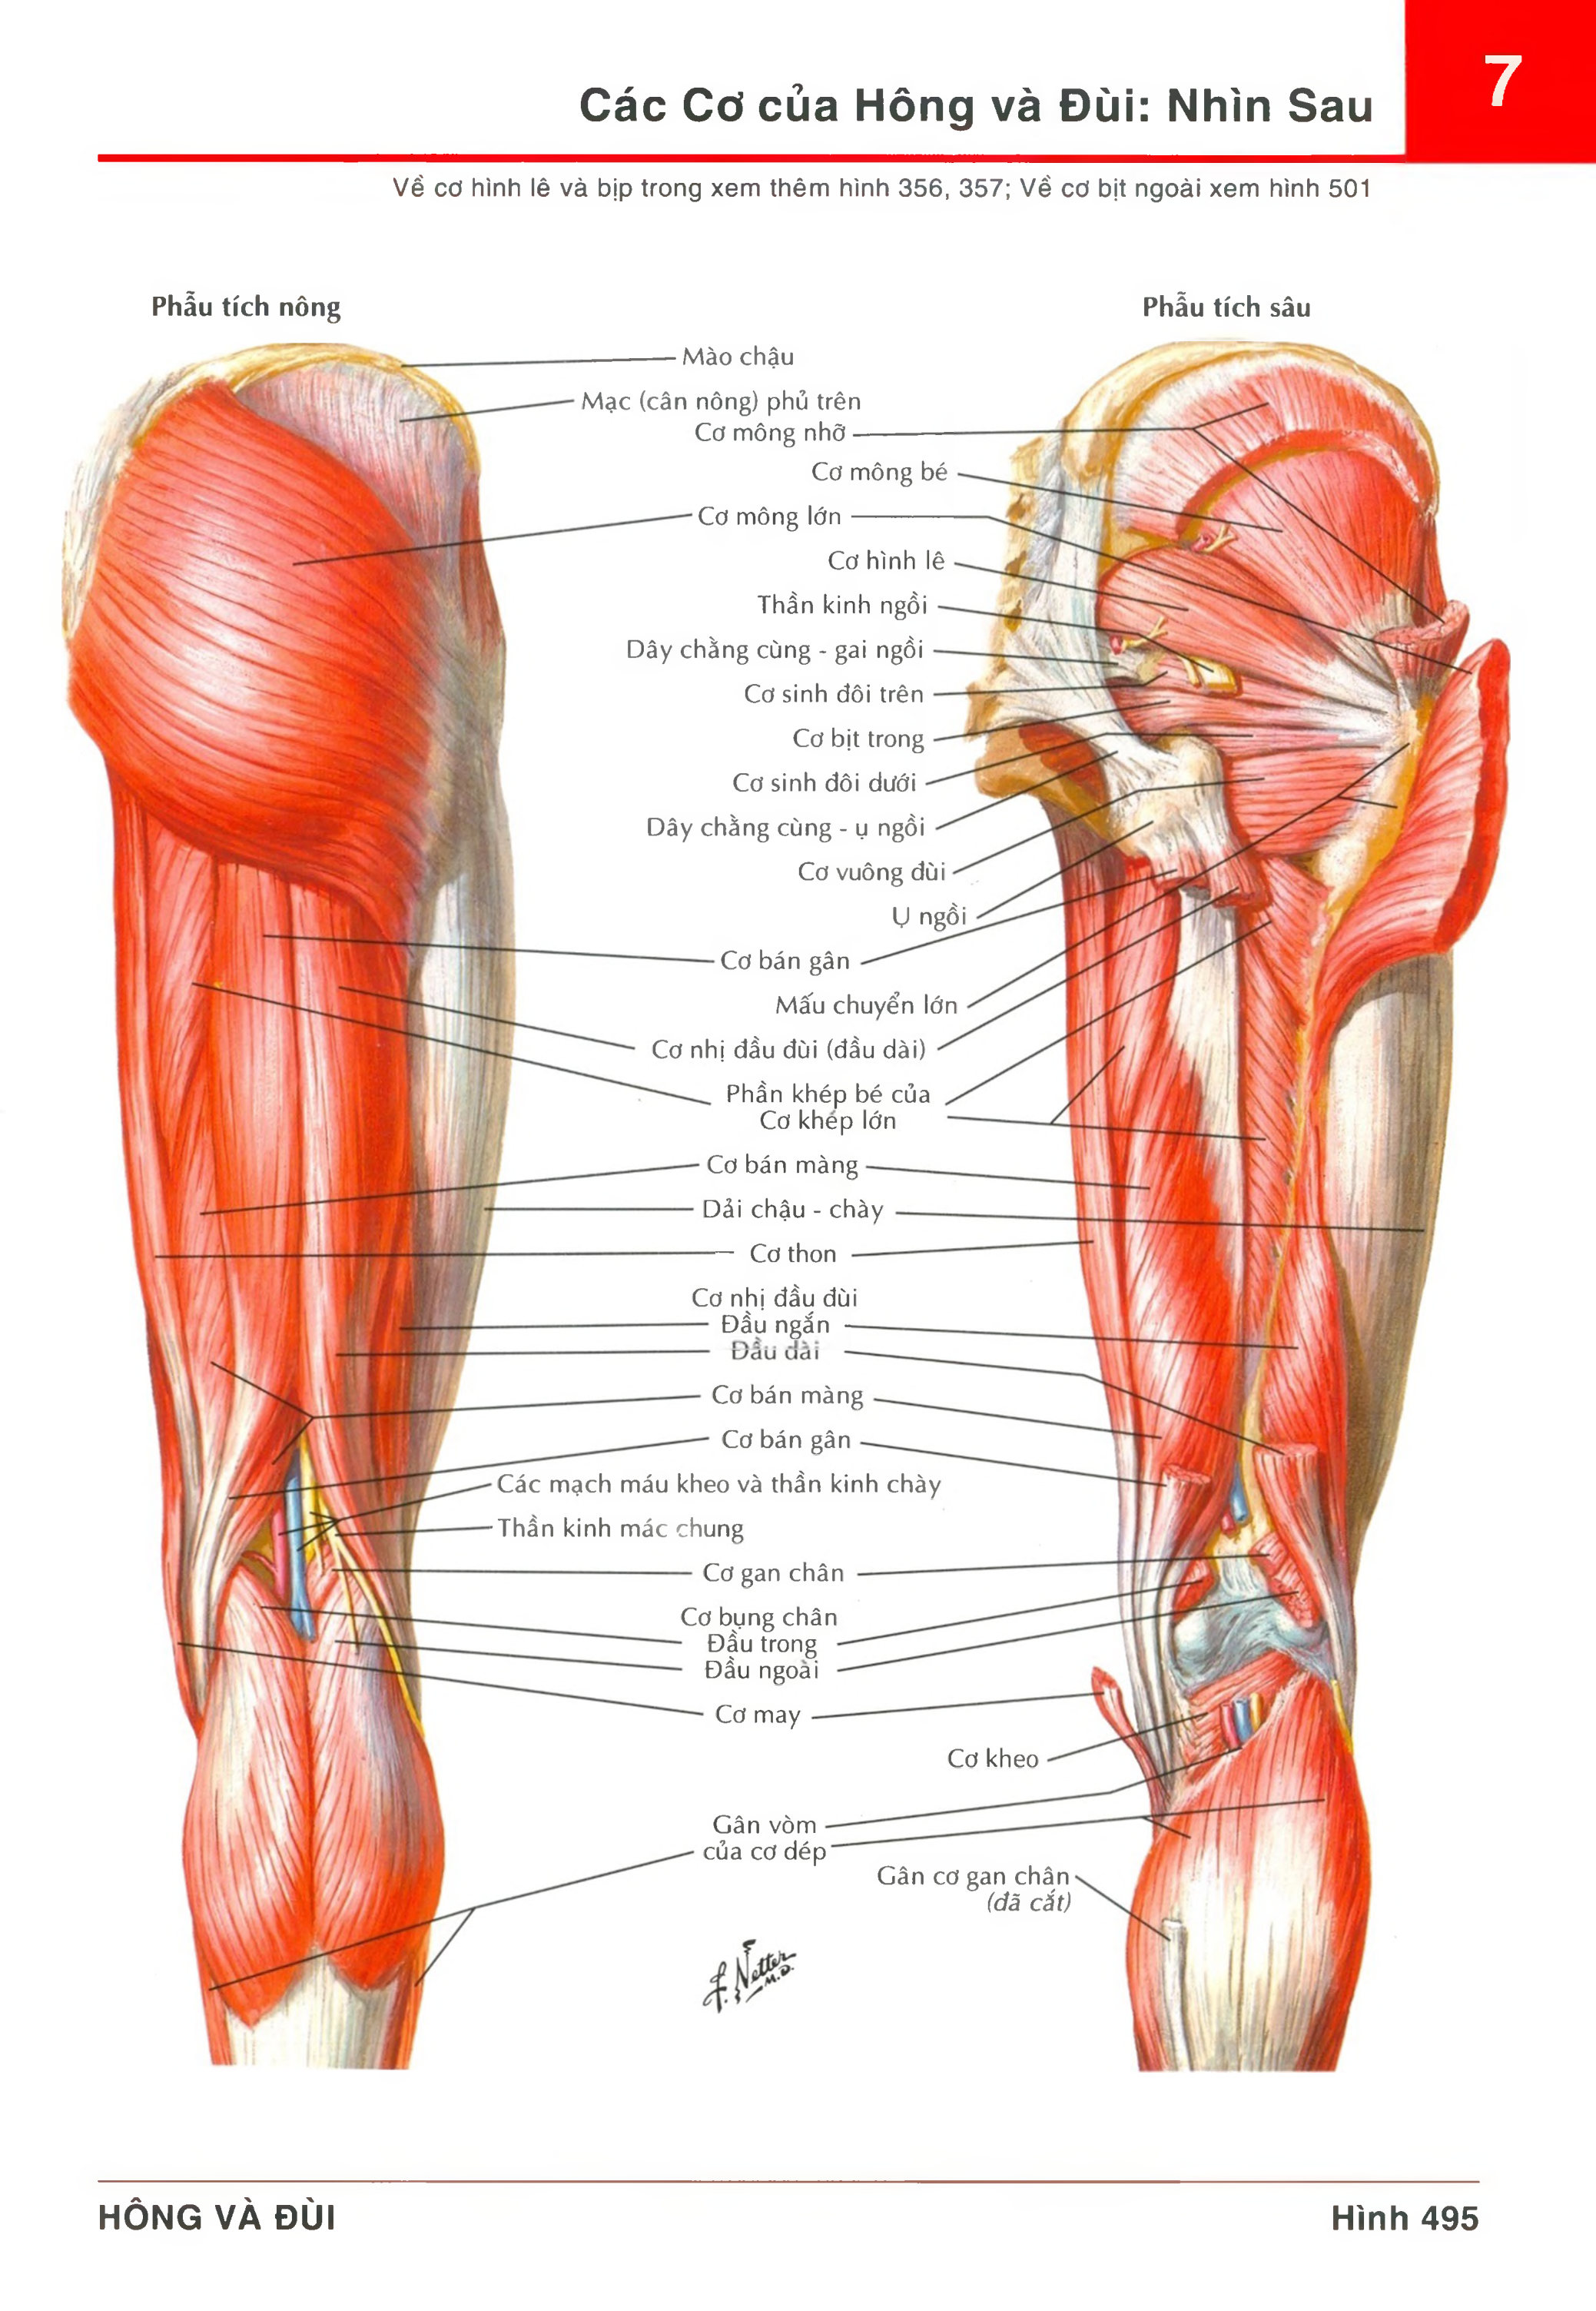 7
Các Cơ của Hông và Đùi: Nhìn Sau
Về cơ hình lê và bịp trong xem thêm hình 356, 357; Về cơ bịt ngoài xem hình 501
Phẫu tích nông
Phẫu tích sâu
Mào chậu
Mạc (cân nông) phủ trên
Cơ mông nhỡ
Cơ mông bé
Cơ mông lớn
Cơ hình lê
Thần kinh ngồi
Dây chằng cùng - gai ngồi
Cơ sinh đôi trên
Cơ bịt trong
Cơ sinh đôi dưới
Dây chằng cùng - ụ ngồi
Cơ vuông đùi
Ụ ngồi
Cơ bán gân
Mấu chuyển lớn
Cơ nhị đầu đùi (đầu dài)
Phần khép bé của
Cơ khép lớn
Cơ bán màng
Dải chậu - chày
Cơ thon
Cơ nhị đầu đùi
Đầu ngắn
Đầu dài
Cơ bán màng
Cơ bán gân
Các mạch máu kheo và thần kinh chày
Thần kinh mác chung
Cơ gan chân
Cơ bụng chân
Đầu trong
Đầu ngoài
Cơ may
Cơ kheo
Gân vòm
của cơ dép
Gân cơ gan chân
(đã cắt)
F. Netter
M.D.
HÔNG VÀ ĐÙI
Hình 495